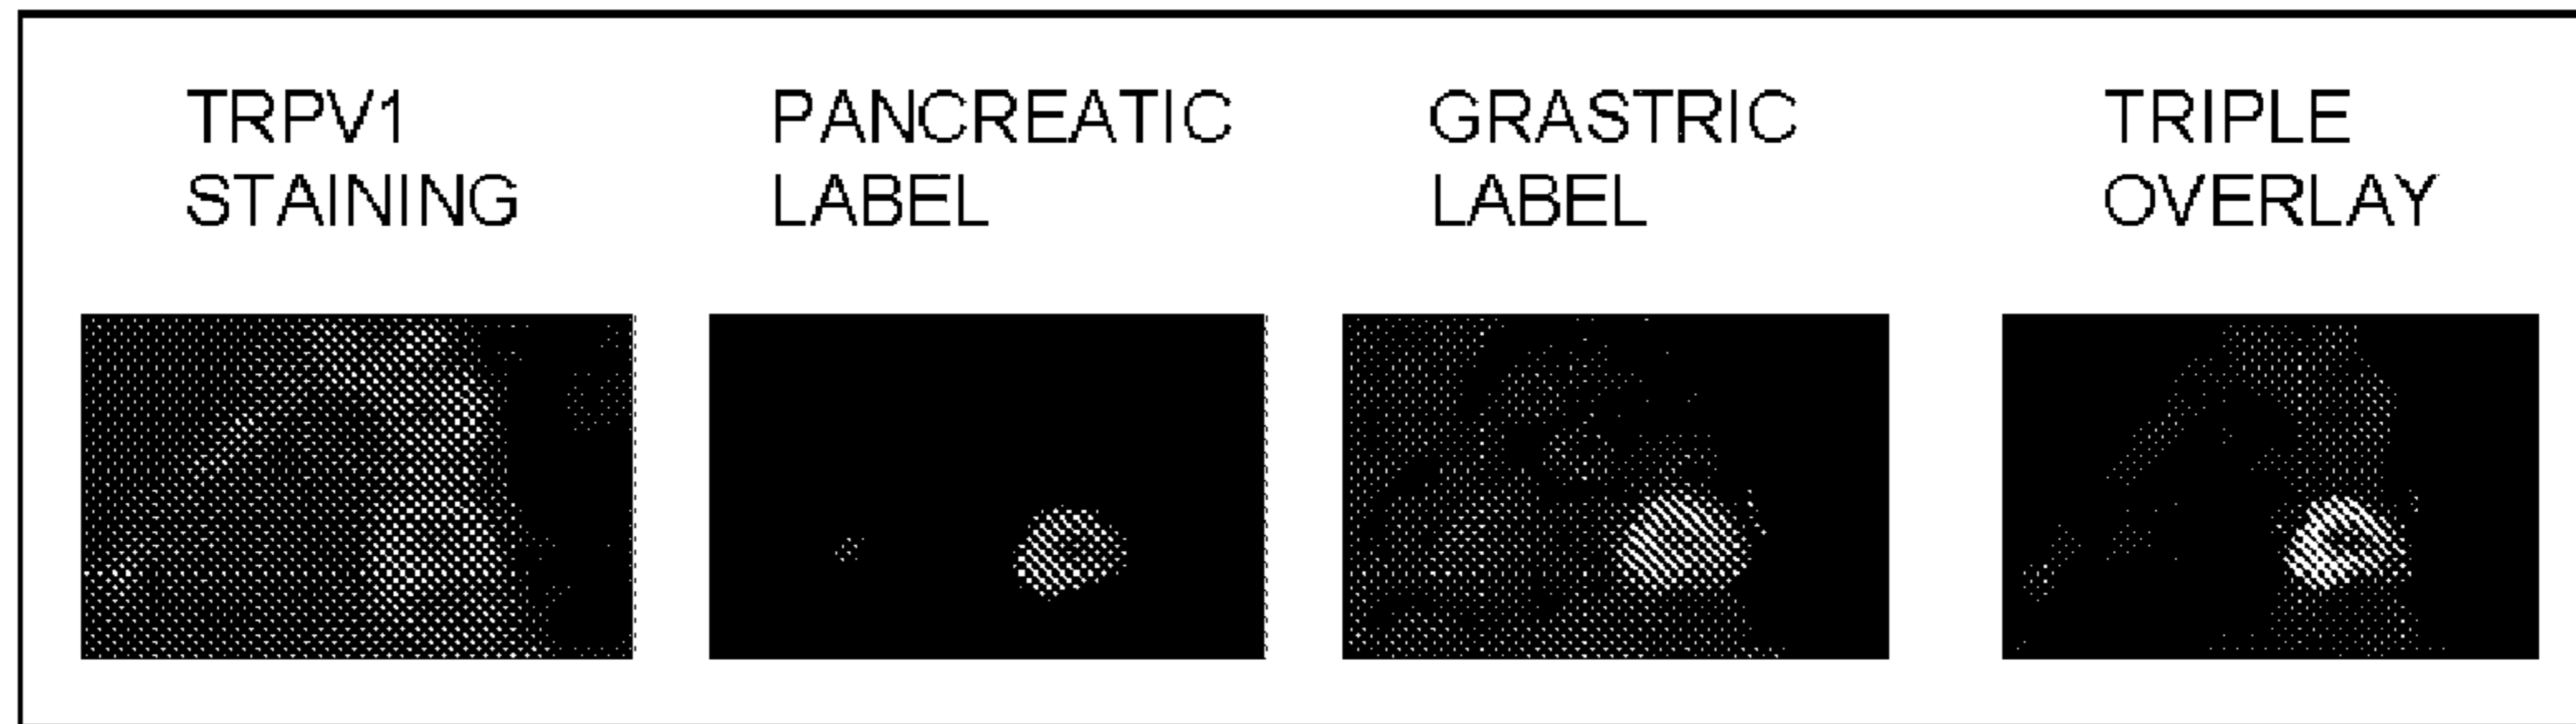 TRPV1
STAINING
PANCREATIC
LABEL
GRASTRIC
LABEL
TRIPLE
OVERLAY